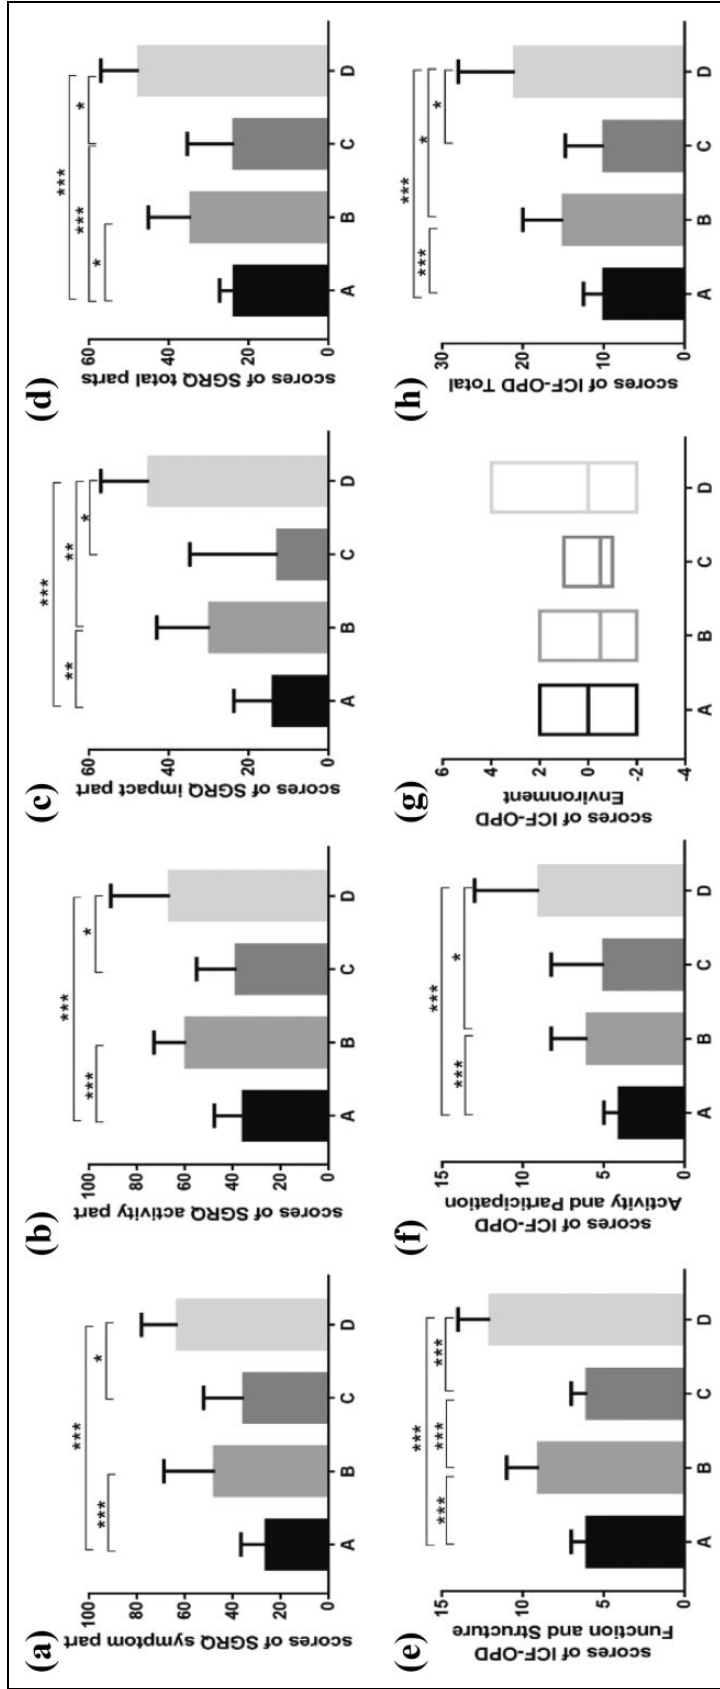 (a)
scores of SGRQ symptom part
100
80
60
40
20
0
***
***
*
A B C D
(b)
scores of SGRQ activity part
100
80
60
40
20
0
***
***
*
A B C D
(c)
scores of SGRQ impact part
60
40
20
0
***
**
**
*
A B C D
(d)
scores of SGRQ total parts
60
40
20
0
***
***
*
*
A B C D
(e)
scores of ICF-OPD
Function and Structure
15
10
5
0
***
***
***
***
A B C D
(f)
scores of ICF-OPD
Activity and Participation
15
10
5
0
***
***
*
A B C D
(g)
scores of ICF-OPD
Environment
6
4
2
0
-2
-4
A B C D
(h)
scores of ICF-OPD Total
30
20
10
0
***
*
***
*
A B C D